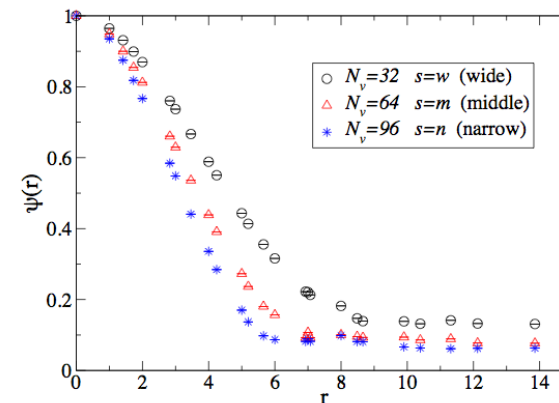 1
0.8
0.6
0.4
0.2
0
ψ(r)
N_v=32 s=w (wide)
N_v=64 s=m (middle)
N_v=96 s=n (narrow)
0 2 4 6 8 10 12 14
r